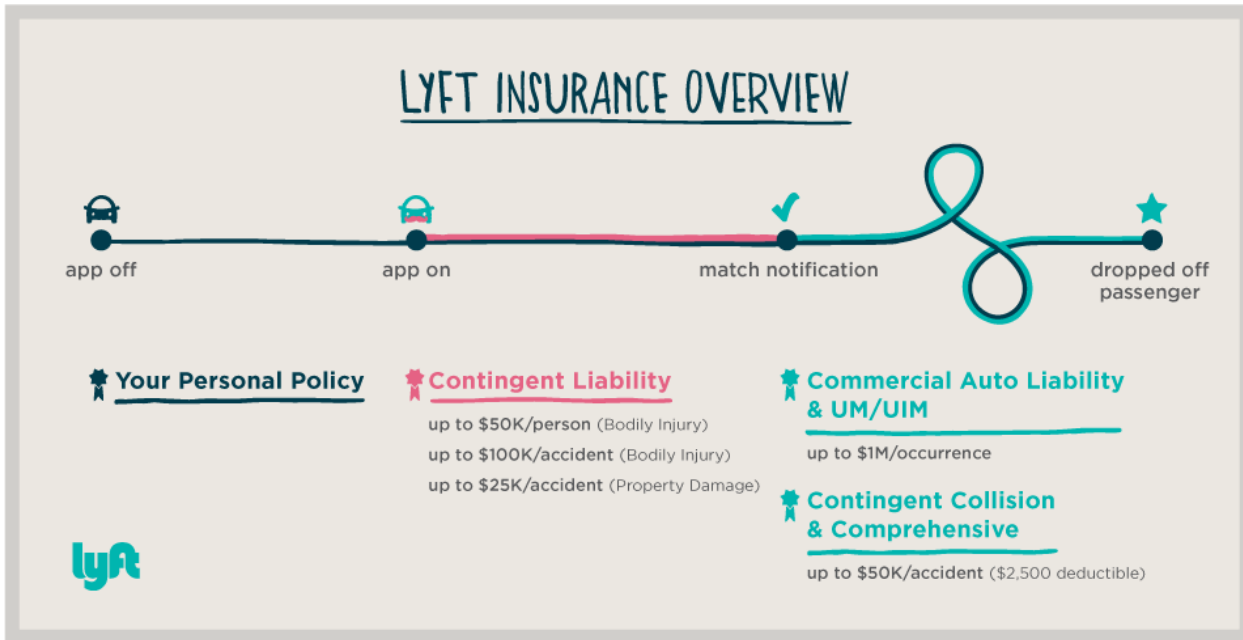 LYFT INSURANCE OVERVIEW
app off
app on
match notification
dropped off
passenger
Your Personal Policy
Contingent Liability
up to $50K/person (Bodily Injury)
up to $100K/accident (Bodily Injury)
up to $25K/accident (Property Damage)
Commercial Auto Liability
& UM/UIM
up to $1M/occurrence
Contingent Collision
& Comprehensive
up to $50K/accident ($2,500 deductible)
lyft